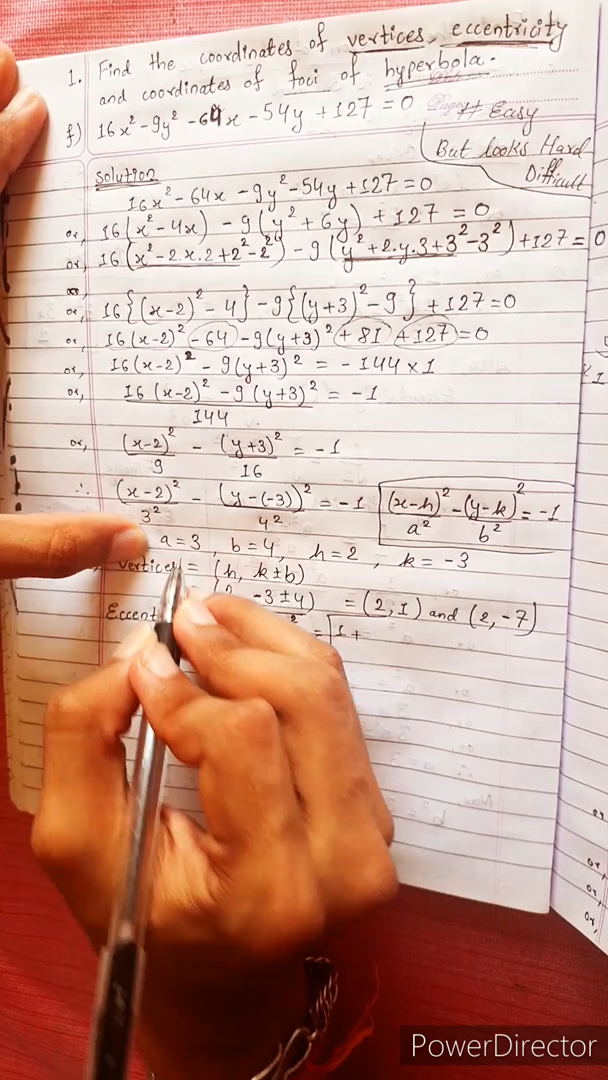 1. Find the coordinates of vertices, eccentricity
and coordinates of foci of hyperbola.
f) 16x²-9y²-64x-54y+127=0
# Easy
But looks Hard
Difficult
Solution
16x²-64x-9y²-54y+127=0
or, 16(x²-4x) - 9(y²+6y) +127=0
or, 16(x²-2.x.2+2²-2²) -9(y²+2.y.3+3²-3²)+127=0
or, 16{(x-2)²-4}-9{(y+3)²-9}+127=0
or, 16(x-2)²-64-9(y+3)²+81+127=0
or, 16(x-2)²-9(y+3)² = -144×1
or, 16(x-2)²-9(y+3)²/144 = -1
or, (x-2)²/9 - (y+3)²/16 = -1
∴ (x-2)²/3² - (y-(-3))²/4² = -1
(x-h)²/a² - (y-k)²/b² = -1
a=3, b=4, h=2, k=-3
vertices = (h, k±b)
-3±4) = (2,1) and (2,-7)
Eccent
= √1+
PowerDirector